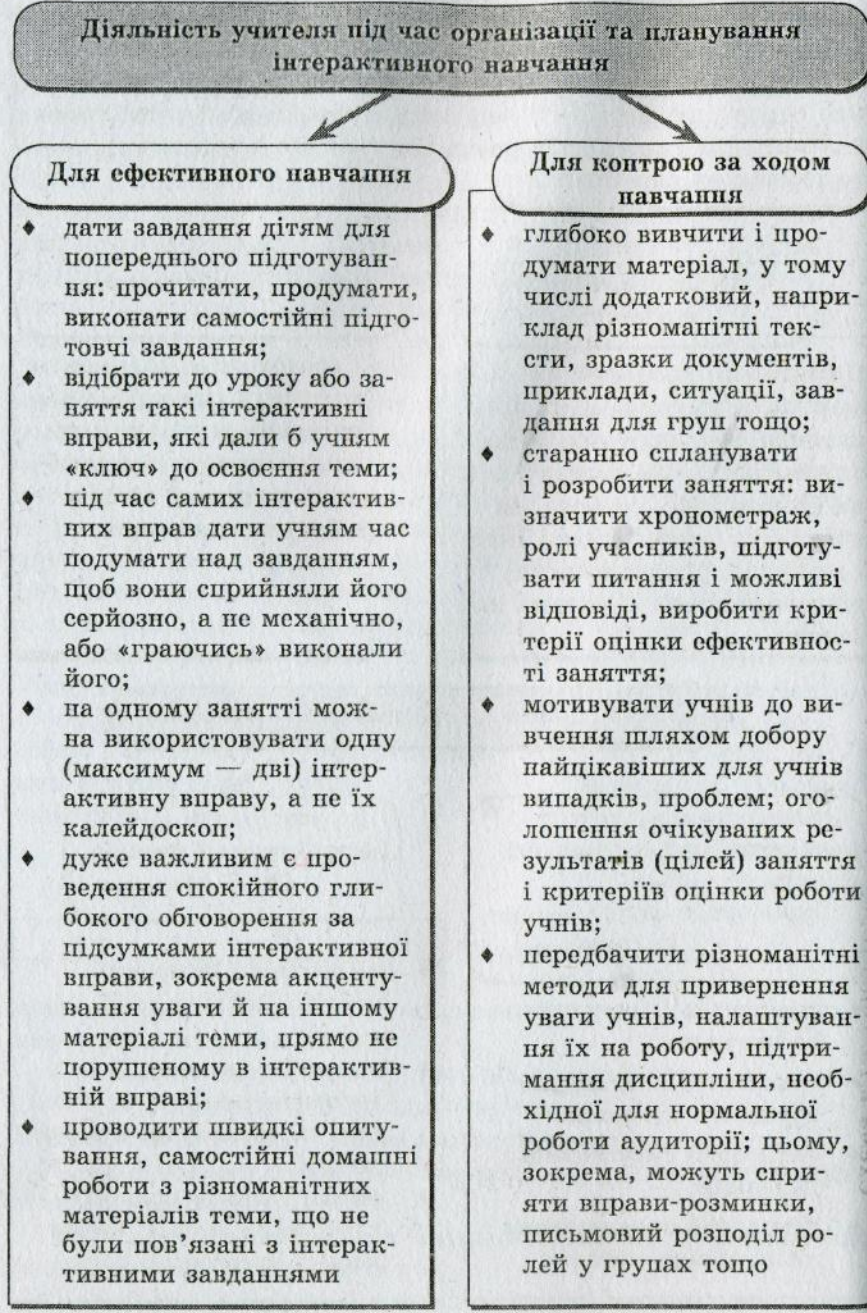 Діяльність учителя під час організації та планування
інтерактивного навчання
Для ефективного навчання
♦ дати завдання дітям для
попереднього підготуван-
ня: прочитати, продумати,
виконати самостійні підго-
товчі завдання;
♦ відібрати до уроку або за-
няття такі інтерактивні
вправи, які дали б учням
«ключ» до освоєння теми;
♦ під час самих інтерактив-
них вправ дати учням час
подумати над завданням,
щоб вони сприйняли його
серйозно, а не механічно,
або «граючись» виконали
його;
♦ на одному занятті мож-
на використовувати одну
(максимум — дві) інтер-
активну вправу, а не їх
калейдоскоп;
♦ дуже важливим є про-
ведення спокійного гли-
бокого обговорення за
підсумками інтерактивної
вправи, зокрема акценту-
вання уваги й на іншому
матеріалі теми, прямо не
порушеному в інтерактив-
ній вправі;
♦ проводити швидкі опиту-
вання, самостійні домашні
роботи з різноманітних
матеріалів теми, що не
були пов’язані з інтерак-
тивними завданнями
Для контрою за ходом
навчання
♦ глибоко вивчити і про-
думати матеріал, у тому
числі додатковий, напри-
клад різноманітні тек-
сти, зразки документів,
приклади, ситуації, зав-
дання для груп тощо;
♦ старанно спланувати
і розробити заняття: ви-
значити хронометраж,
ролі учасників, підготу-
вати питання і можливі
відповіді, виробити кри-
терії оцінки ефективнос-
ті заняття;
♦ мотивувати учнів до ви-
вчення шляхом добору
найцікавіших для учнів
випадків, проблем; ого-
лошення очікуваних ре-
зультатів (цілей) заняття
і критеріїв оцінки роботи
учнів;
♦ передбачити різноманітні
методи для привернення
уваги учнів, налаштуван-
ня їх на роботу, підтри-
мання дисципліни, необ-
хідної для нормальної
роботи аудиторії; цьому,
зокрема, можуть спри-
яти вправи-розминки,
письмовий розподіл ро-
лей у групах тощо